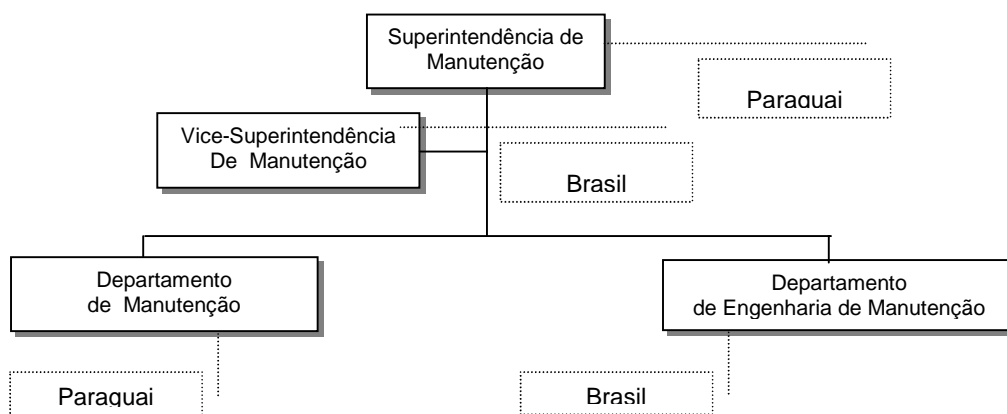 Superintendência de
Manutenção
Paraguai
Vice-Superintendência
De Manutenção
Brasil
Departamento
de Manutenção
Departamento
de Engenharia de Manutenção
Paraguai
Brasil